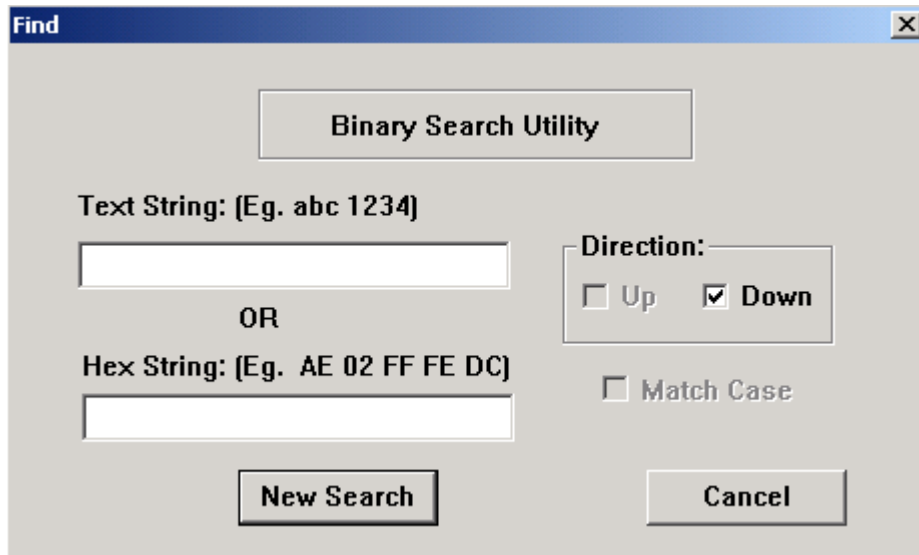 Find
Binary Search Utility
Text String: (Eg. abc 1234)
Direction:
Up Down
OR
Hex String: (Eg. AE 02 FF FE DC)
Match Case
New Search Cancel